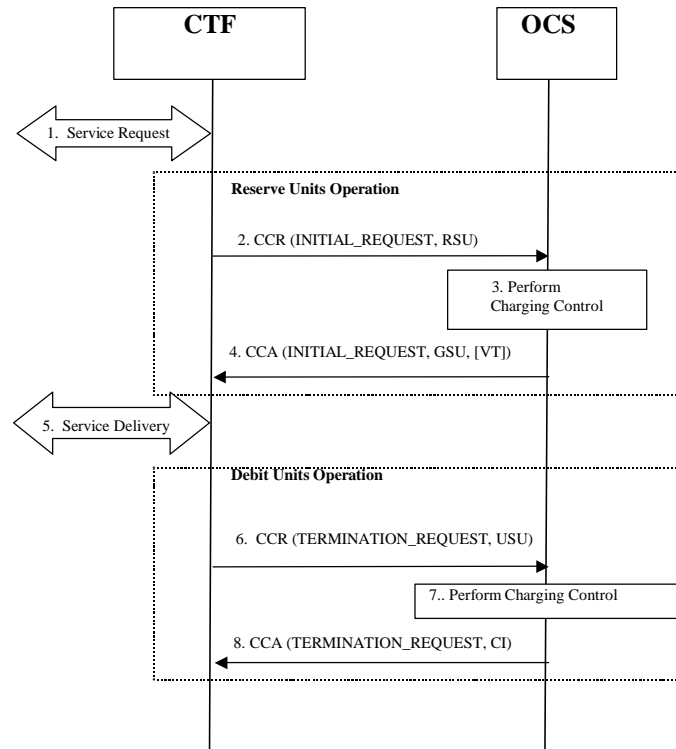 CTF
OCS
1. Service Request
Reserve Units Operation
2. CCR (INITIAL_REQUEST, RSU)
3. Perform
Charging Control
4. CCA (INITIAL_REQUEST, GSU, [VT])
5. Service Delivery
Debit Units Operation
6. CCR (TERMINATION_REQUEST, USU)
7.. Perform Charging Control
8. CCA (TERMINATION_REQUEST, CI)